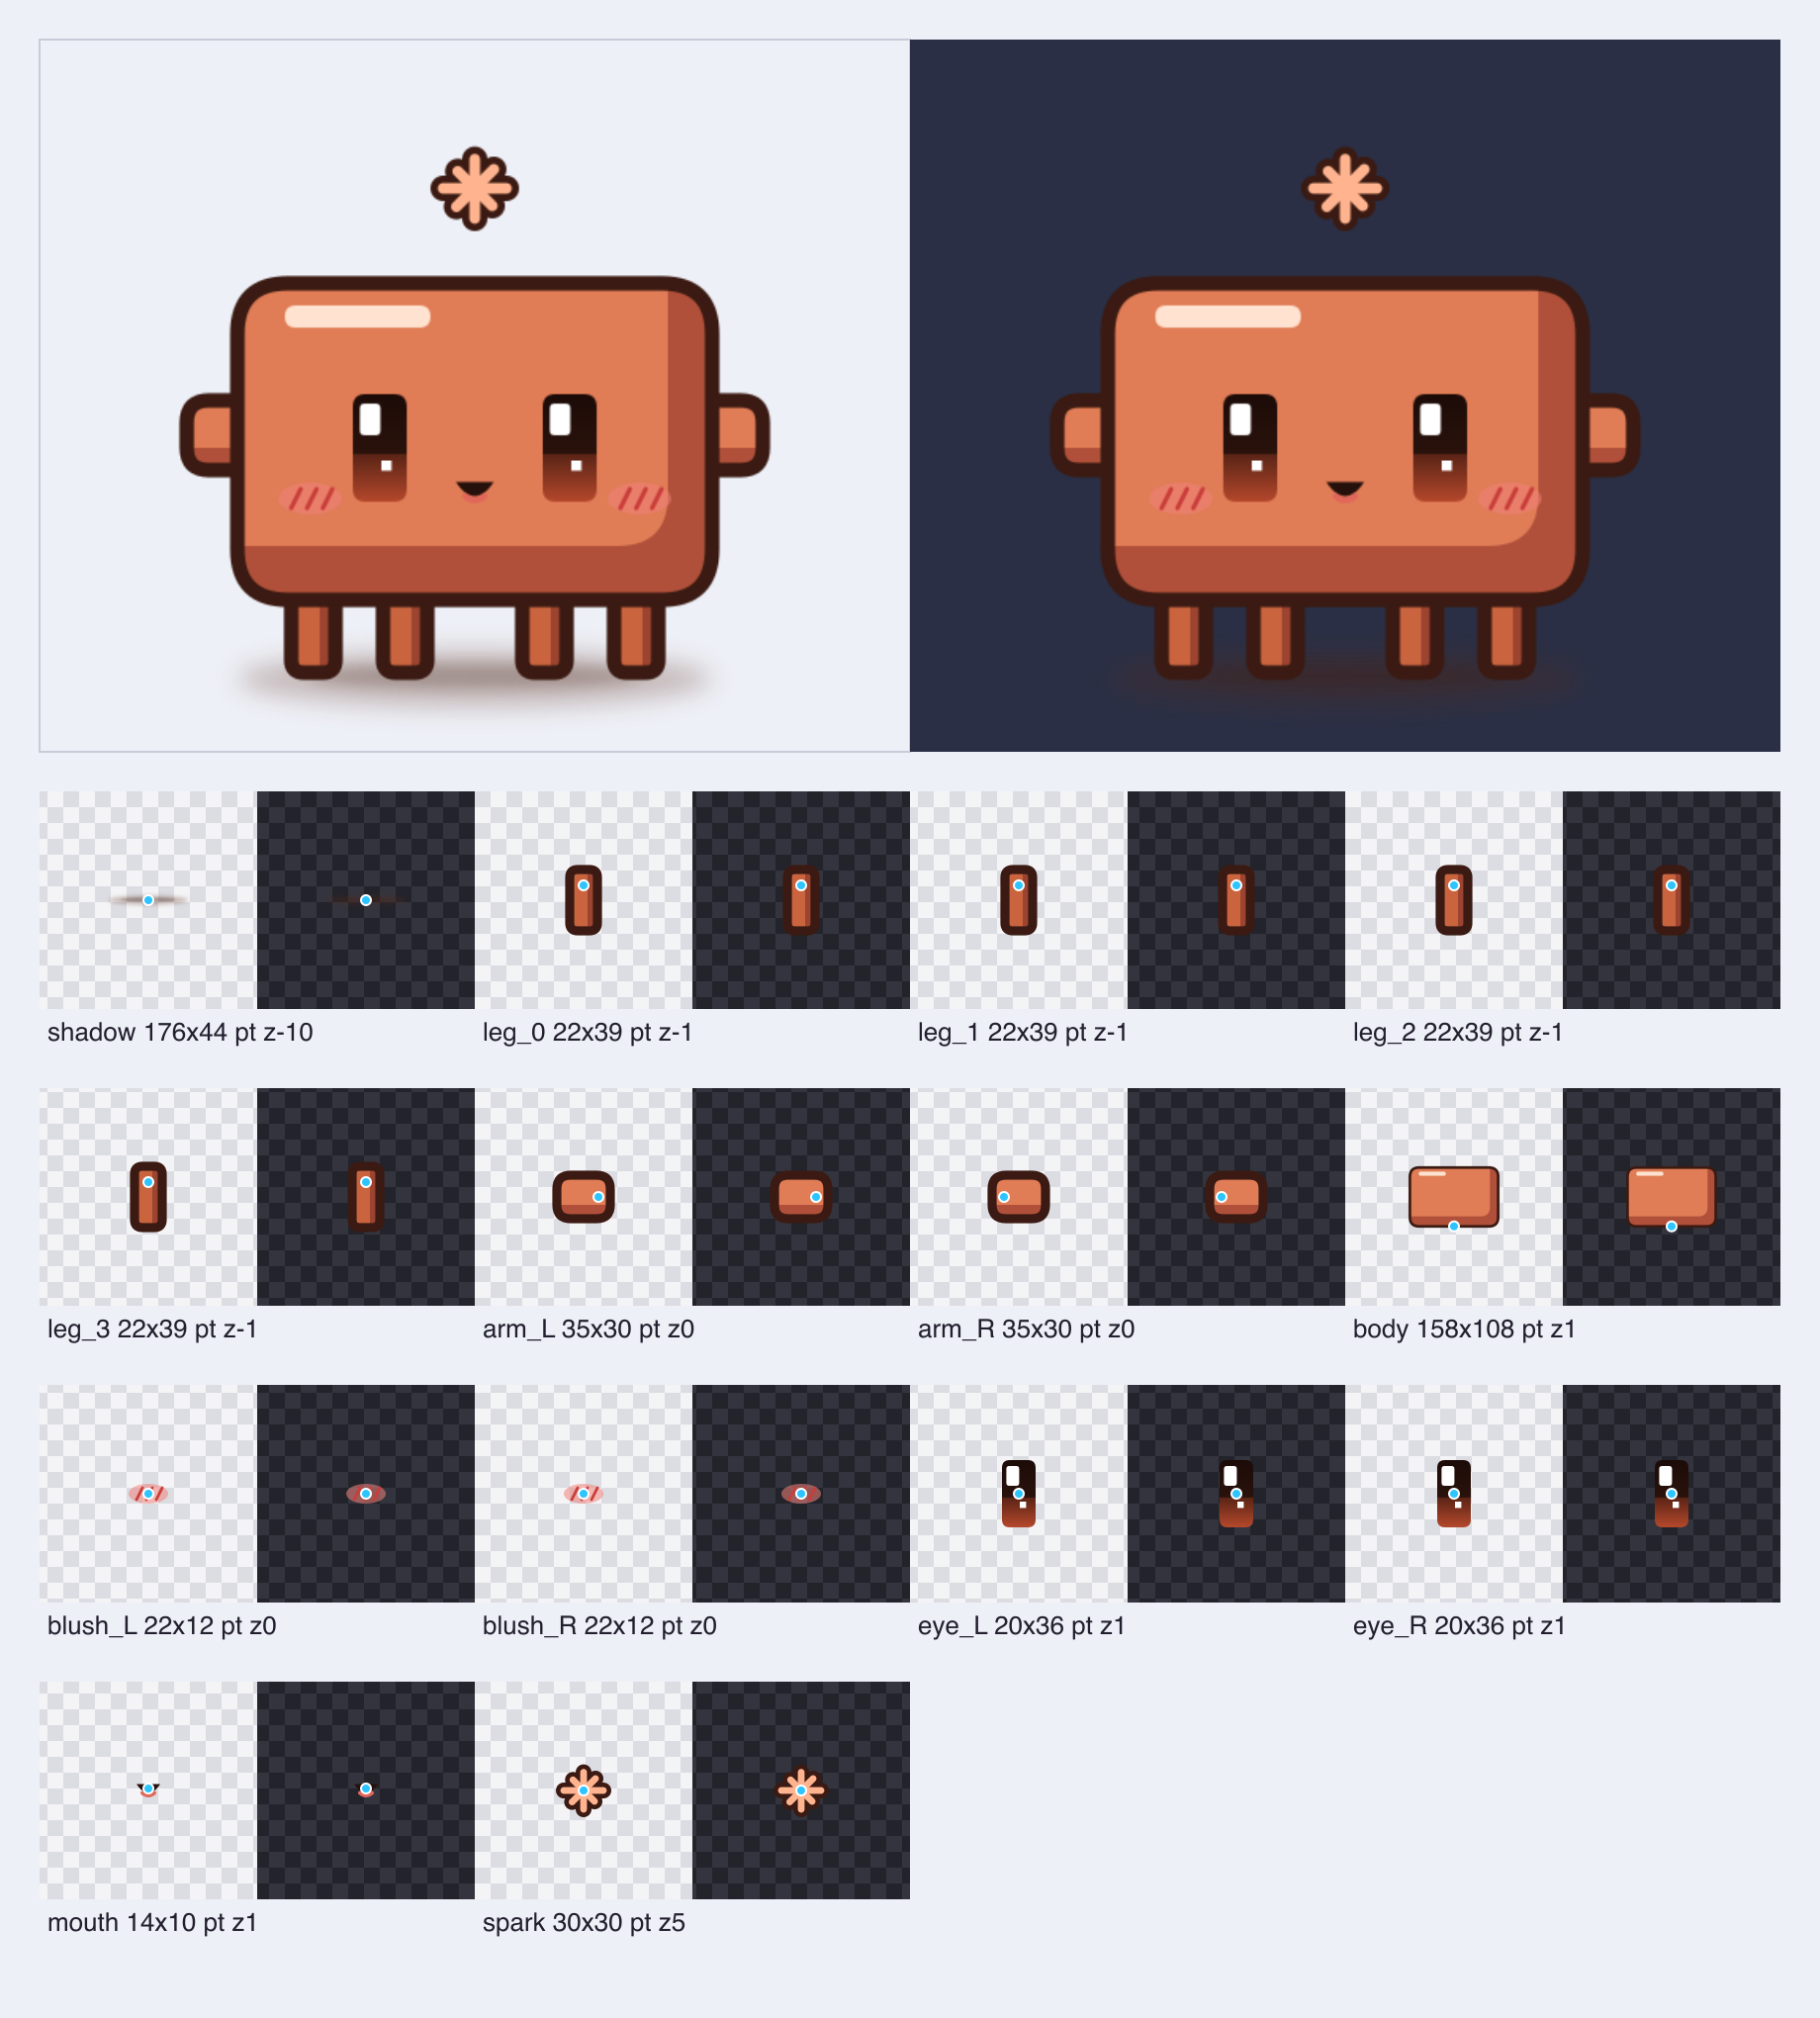 shadow 176x44 pt z-10
leg_0 22x39 pt z-1
leg_1 22x39 pt z-1
leg_2 22x39 pt z-1
leg_3 22x39 pt z-1
arm_L 35x30 pt z0
arm_R 35x30 pt z0
body 158x108 pt z1
blush_L 22x12 pt z0
blush_R 22x12 pt z0
eye_L 20x36 pt z1
eye_R 20x36 pt z1
mouth 14x10 pt z1
spark 30x30 pt z5